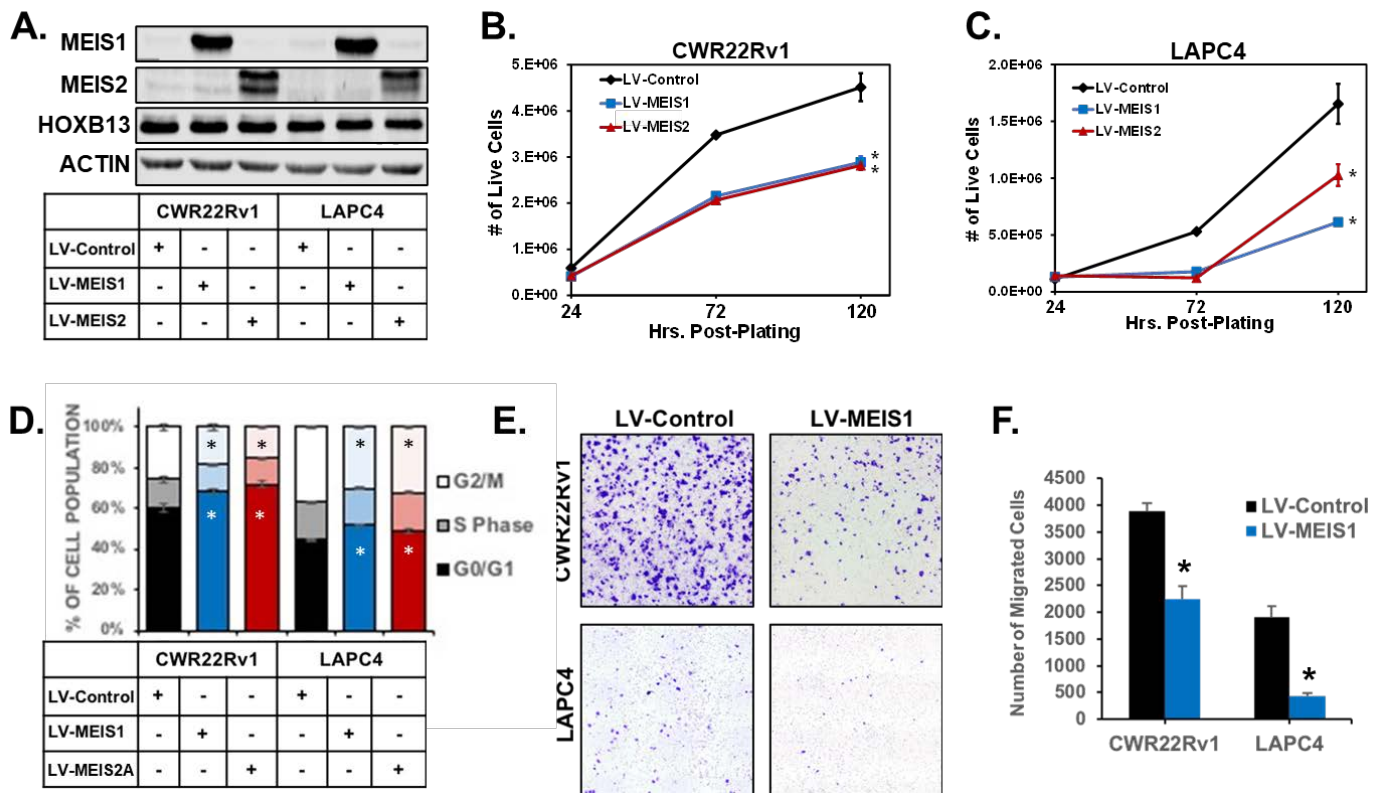 A.
MEIS1
MEIS2
HOXB13
ACTIN
CWR22Rv1 LAPC4
LV-Control + - - + - -
LV-MEIS1 - + - - + -
LV-MEIS2 - - + - - +
B.
CWR22Rv1
# of Live Cells
5.E+06
4.E+06
3.E+06
2.E+06
1.E+06
0.E+00
LV-Control
LV-MEIS1
LV-MEIS2
*
*
24 72 120
Hrs. Post-Plating
C.
LAPC4
# of Live Cells
2.0E+06
1.5E+06
1.0E+06
5.0E+05
0.0E+00
LV-Control
LV-MEIS1
LV-MEIS2
*
*
24 72 120
Hrs. Post-Plating
D.
% OF CELL POPULATION
100%
80%
60%
40%
20%
0%
* * * *
* * * *
G2/M
S Phase
G0/G1
CWR22Rv1 LAPC4
LV-Control + - - +
LV-MEIS1 - + - - +
LV-MEIS2A - - + - - +
E.
LV-Control LV-MEIS1
CWR22Rv1
LAPC4
F.
Number of Migrated Cells
4500
4000
3500
3000
2500
2000
1500
1000
500
0
LV-Control
LV-MEIS1
*
*
CWR22Rv1 LAPC4